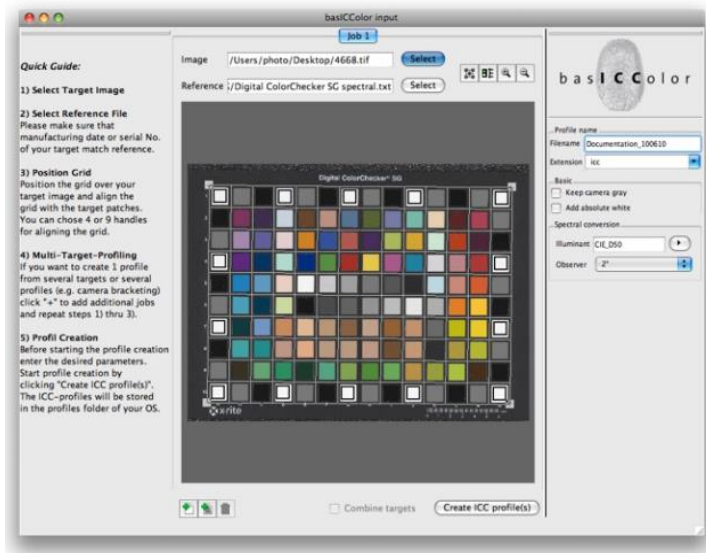 basICColor input
Job 1
Quick Guide:
1) Select Target Image
2) Select Reference File
Please make sure that
manufacturing date or serial No.
of your target match reference.
3) Position Grid
Position the grid over your
target image and align the
grid with the target patches.
You can chose 4 or 9 handles
for aligning the grid.
4) Multi-Target-Profiling
If you want to create 1 profile
from several targets or several
profiles (e.g. camera bracketing)
click "+" to add additional jobs
and repeat steps 1) thru 3).
5) Profil Creation
Before starting the profile creation
enter the desired parameters.
Start profile creation by
clicking "Create ICC profile(s)".
The ICC-profiles will be stored
in the profiles folder of your OS.
Image /Users/photo/Desktop/4668.tif Select
Reference :/Digital ColorChecker SG spectral.txt Select
Digital ColorChecker® SG
x·rite
Combine targets Create ICC profile(s)
basICColor
Profile name
Filename Documentation_100610
Extension icc
Basic
Keep camera gray
Add absolute white
Spectral conversion
Illuminant CIE_D50
Observer 2°